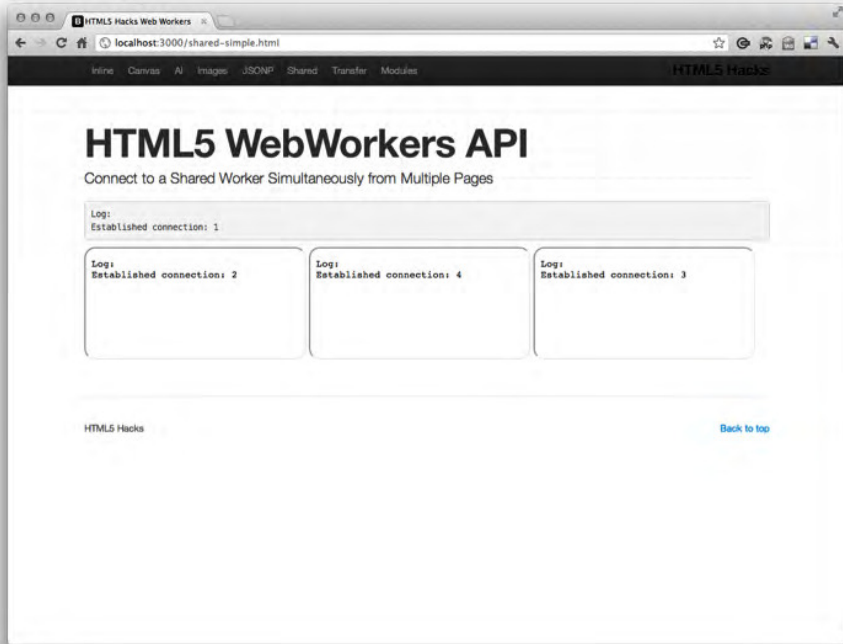 HTML5 Hacks Web Workers
localhost:3000/shared-simple.html
Inline Canvas AI Images JSONP Shared Transfer Modules HTML5 Hacks
HTML5 WebWorkers API
Connect to a Shared Worker Simultaneously from Multiple Pages
Log:
Established connection: 1
Log:
Established connection: 2
Log:
Established connection: 4
Log:
Established connection: 3
HTML5 Hacks Back to top